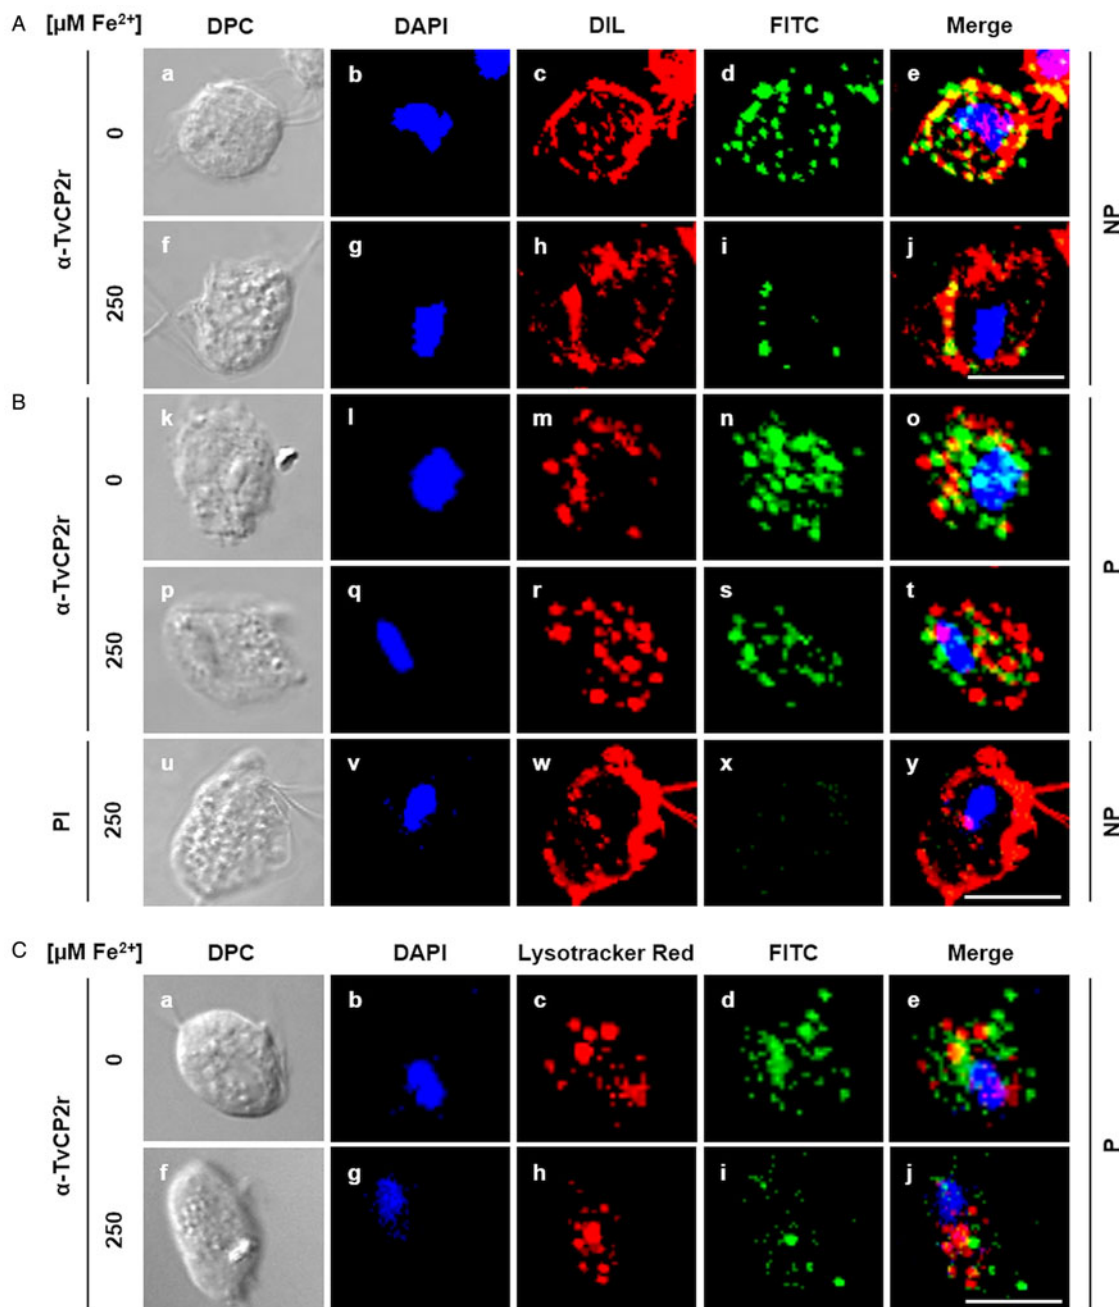 A [µM Fe²⁺] DPC DAPI DIL FITC Merge
α-TvCP2r 0 a b c d e NP
250 f g h i j
B α-TvCP2r 0 k l m n o P
250 p q r s t
PI 250 u v w x y NP
C [µM Fe²⁺] DPC DAPI Lysotracker Red FITC Merge
α-TvCP2r 0 a b c d e P
250 f g h i j